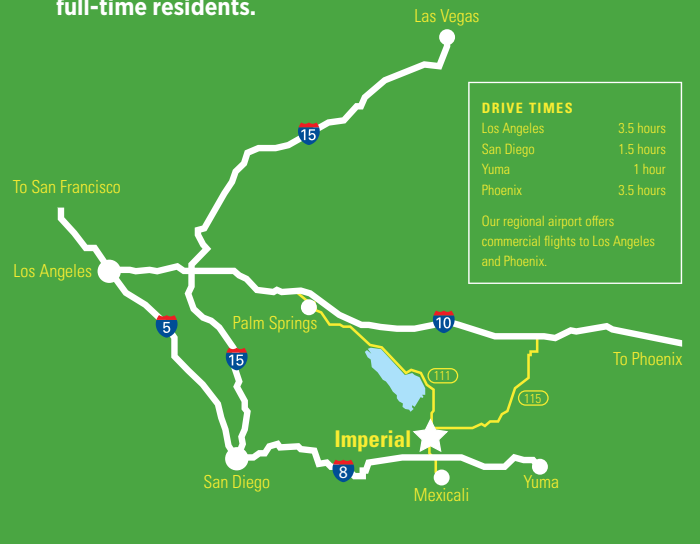 full-time residents.
Las Vegas
DRIVE TIMES
Los Angeles 3.5 hours
San Diego 1.5 hours
Yuma 1 hour
Phoenix 3.5 hours
Our regional airport offers
commercial flights to Los Angeles
and Phoenix.
15
To San Francisco
Los Angeles
5
Palm Springs
10
15
To Phoenix
111
115
Imperial
8
San Diego
Mexicali
Yuma